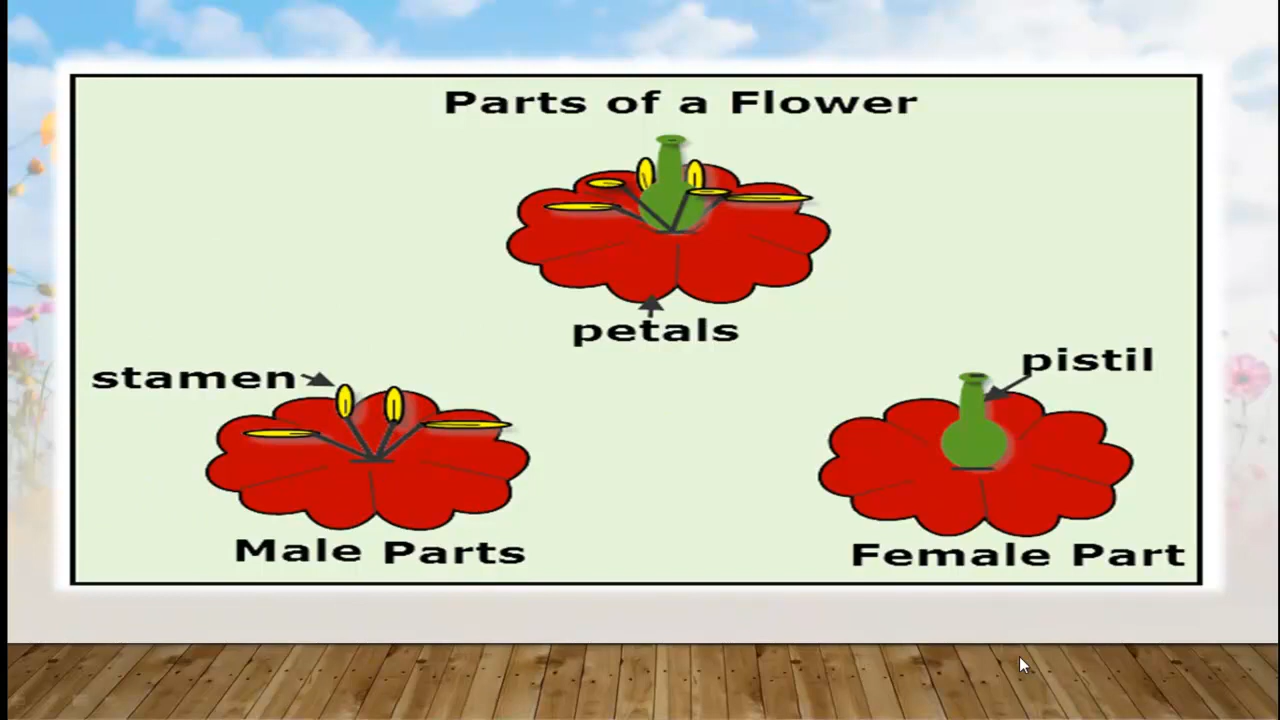 Parts of a Flower
petals
stamen
pistil
Male Parts
Female Part